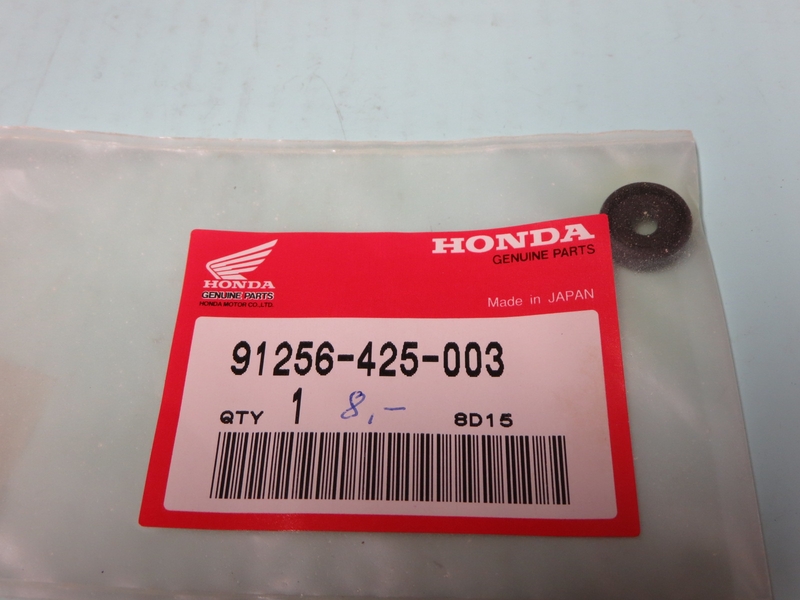 HONDA
GENUINE PARTS
HONDA MOTOR CO.,LTD.
HONDA
GENUINE PARTS
Made in JAPAN
91256-425-003
QTY 1 8,- 8D15